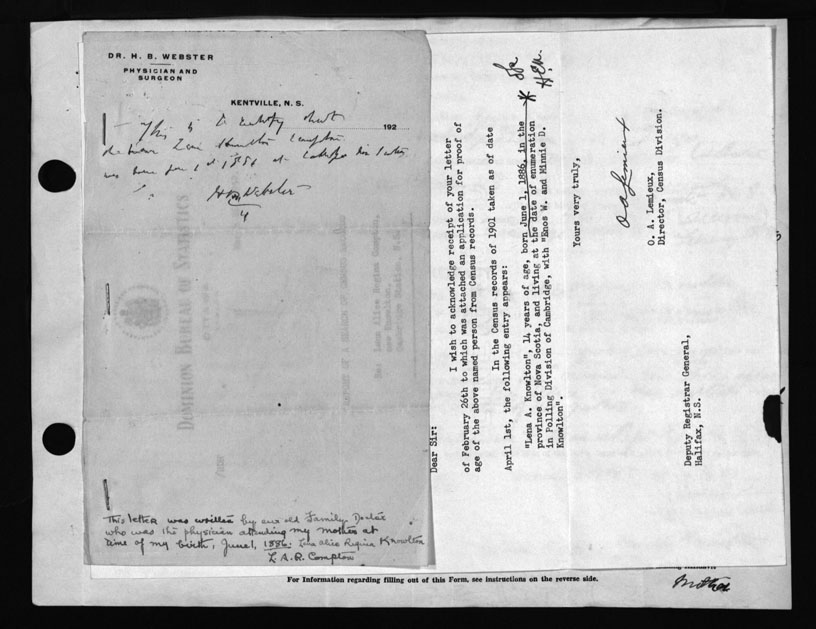 DR. H. B. WEBSTER
PHYSICIAN AND
SURGEON
KENTVILLE, N. S.
192
This is to certify that
was born June 1st 1886 at
H B Webster
This letter was written by our old Family Doctor
who was the physician attending my mother at
time of my birth, June 1, 1886. Lena Alice Regina Knowlton
L. A. R. Compton
DOMINION BUREAU OF STATISTICS
Dear Sir:
I wish to acknowledge receipt of your letter
of February 26th to which was attached an application for proof of
age of the above named person from Census records.
In the Census records of 1901 taken as of date
April 1st, the following entry appears:
"Lena A. Knowlton", 14 years of age, born June 1, 1886, in the
province of Nova Scotia, and living at the date of enumeration
in Polling Division of Cambridge, with "Enos W. and Minnie D.
Knowlton".
Yours very truly,
O A Lemieux
O. A. Lemieux,
Director, Census Division.
Deputy Registrar General,
Halifax, N.S.
For Information regarding filling out of this Form, see instructions on the reverse side.
Mother